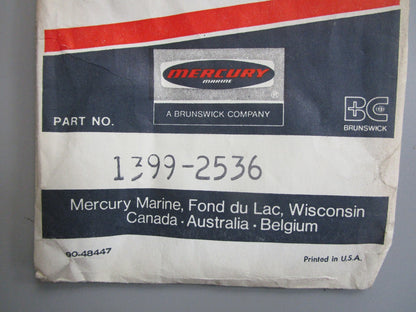 MERCURY
MARINE
®
A BRUNSWICK COMPANY
BC
BRUNSWICK
PART NO.
1399-2536
Mercury Marine, Fond du Lac, Wisconsin
Canada · Australia · Belgium
90-48447
Printed in U.S.A.